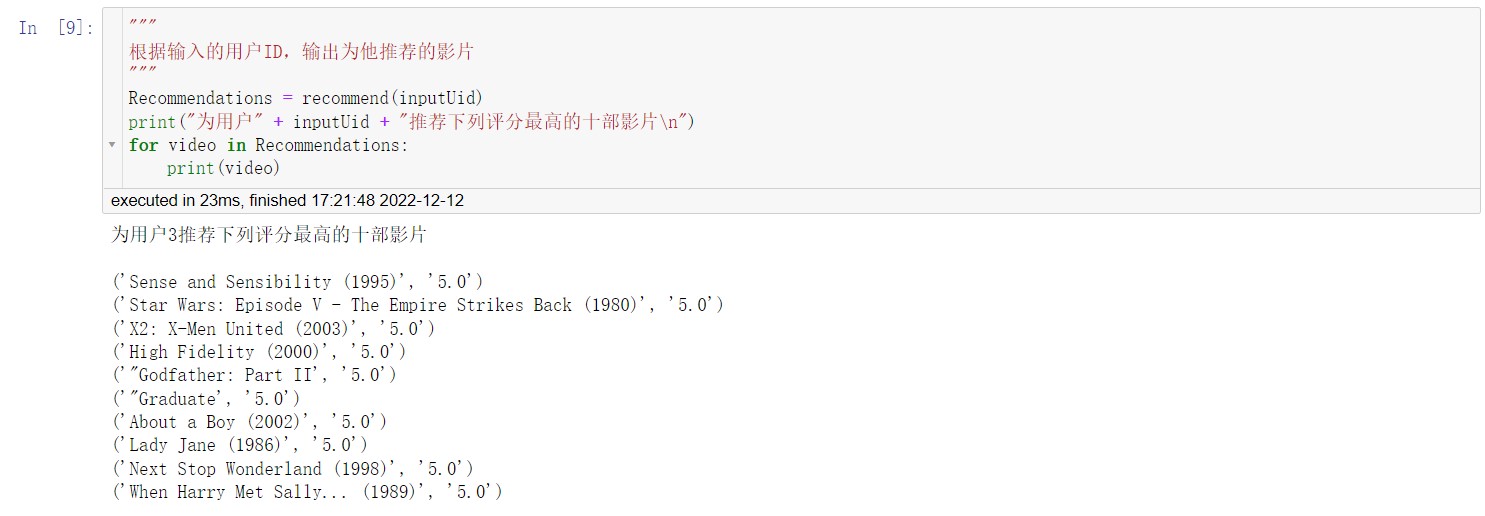 In [9]:
"""
根据输入的用户ID，输出为他推荐的影片
"""
Recommendations = recommend(inputUid)
print("为用户" + inputUid + "推荐下列评分最高的十部影片\n")
for video in Recommendations:
    print(video)
executed in 23ms, finished 17:21:48 2022-12-12
为用户3推荐下列评分最高的十部影片
('Sense and Sensibility (1995)', '5.0')
('Star Wars: Episode V - The Empire Strikes Back (1980)', '5.0')
('X2: X-Men United (2003)', '5.0')
('High Fidelity (2000)', '5.0')
('"Godfather: Part II', '5.0')
('"Graduate', '5.0')
('About a Boy (2002)', '5.0')
('Lady Jane (1986)', '5.0')
('Next Stop Wonderland (1998)', '5.0')
('When Harry Met Sally... (1989)', '5.0')